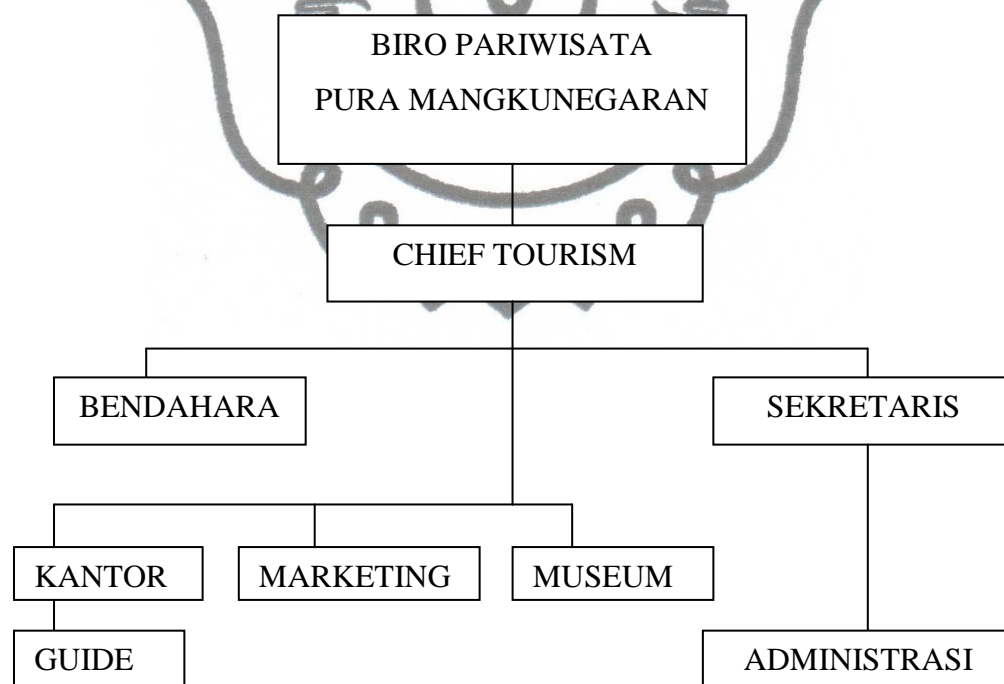 BIRO PARIWISATA
PURA MANGKUNEGARAN
CHIEF TOURISM
BENDAHARA
SEKRETARIS
KANTOR
MARKETING
MUSEUM
GUIDE
ADMINISTRASI